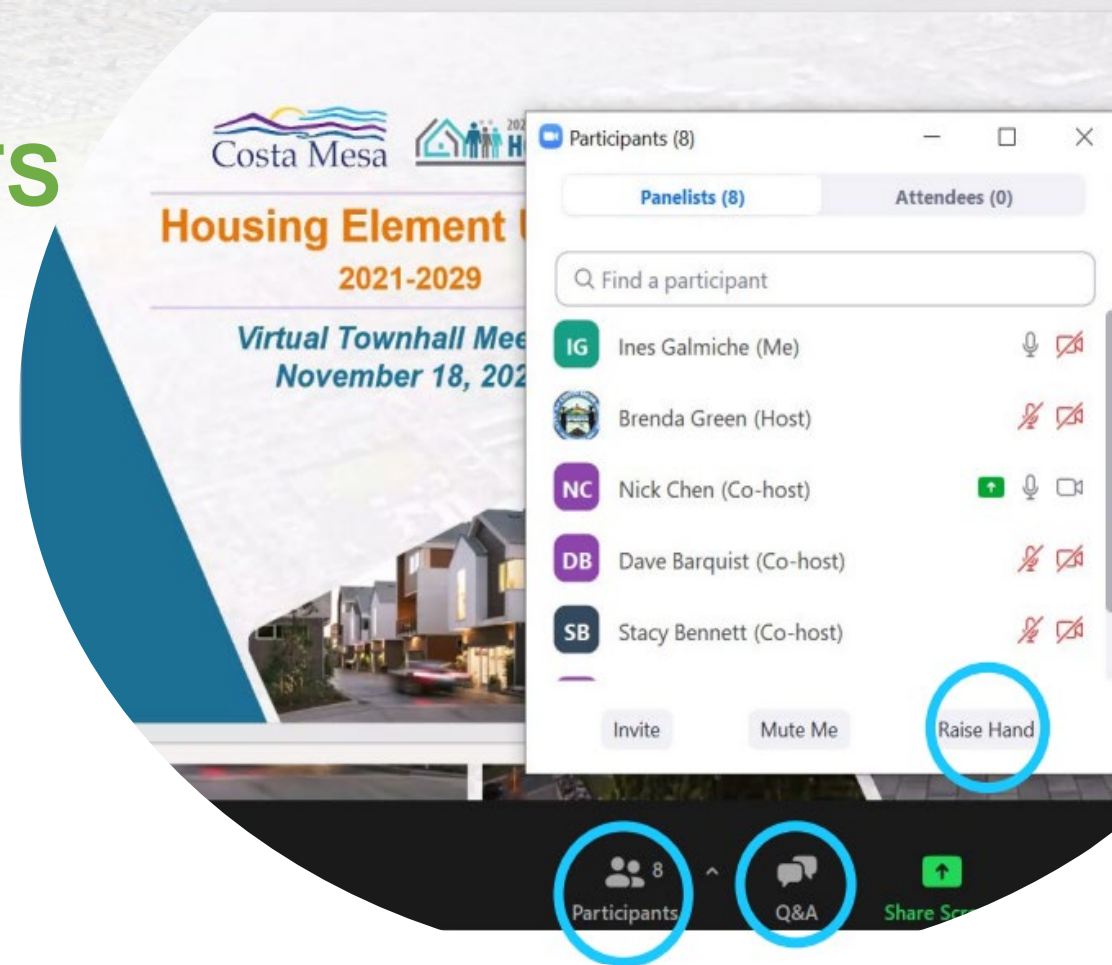 TS
Costa Mesa
202
H
Housing Element U
2021-2029
Virtual Townhall Mee
November 18, 202
Participants (8)
Panelists (8)
Attendees (0)
Find a participant
IG Ines Galmiche (Me)
Brenda Green (Host)
NC Nick Chen (Co-host)
DB Dave Barquist (Co-host)
SB Stacy Bennett (Co-host)
Invite
Mute Me
Raise Hand
8
Participants
Q&A
Share Scre